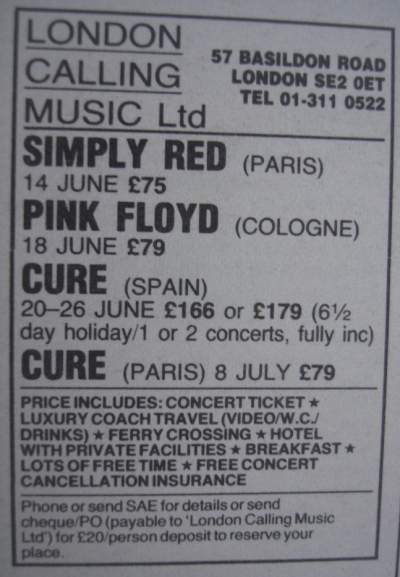 LONDON
CALLING
MUSIC Ltd
57 BASILDON ROAD
LONDON SE2 0ET
TEL 01-311 0522
SIMPLY RED (PARIS)
14 JUNE £75
PINK FLOYD (COLOGNE)
18 JUNE £79
CURE (SPAIN)
20–26 JUNE £166 or £179 (6½
day holiday/1 or 2 concerts, fully inc)
CURE (PARIS) 8 JULY £79
PRICE INCLUDES: CONCERT TICKET ★
LUXURY COACH TRAVEL (VIDEO/W.C./
DRINKS) ★ FERRY CROSSING ★ HOTEL
WITH PRIVATE FACILITIES ★ BREAKFAST ★
LOTS OF FREE TIME ★ FREE CONCERT
CANCELLATION INSURANCE
Phone or send SAE for details or send
cheque/PO (payable to 'London Calling Music
Ltd') for £20/person deposit to reserve your
place.